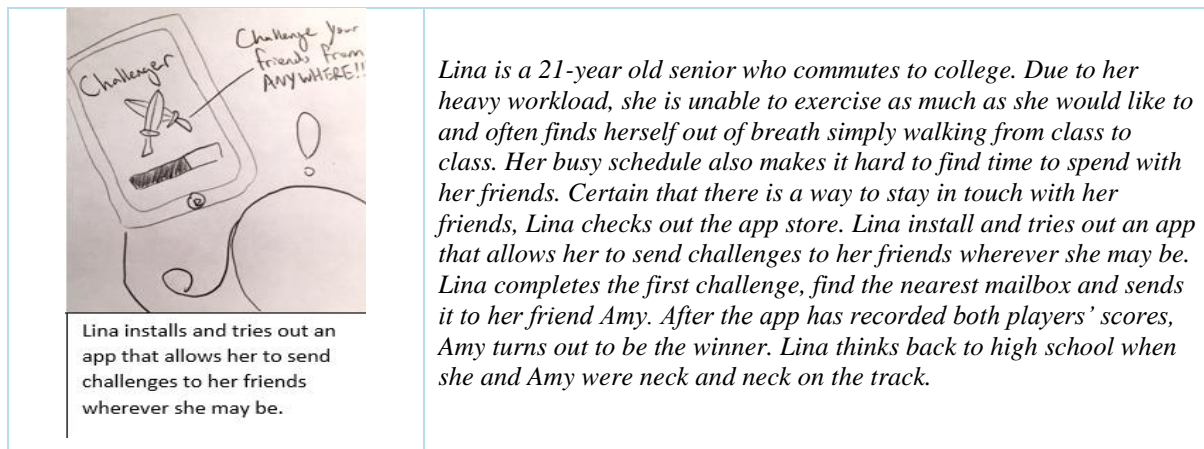 Challenger
Challenge your
friends from
ANYWHERE!!
Lina installs and tries out an
app that allows her to send
challenges to her friends
wherever she may be.
Lina is a 21-year old senior who commutes to college. Due to her
heavy workload, she is unable to exercise as much as she would like to
and often finds herself out of breath simply walking from class to
class. Her busy schedule also makes it hard to find time to spend with
her friends. Certain that there is a way to stay in touch with her
friends, Lina checks out the app store. Lina install and tries out an app
that allows her to send challenges to her friends wherever she may be.
Lina completes the first challenge, find the nearest mailbox and sends
it to her friend Amy. After the app has recorded both players’ scores,
Amy turns out to be the winner. Lina thinks back to high school when
she and Amy were neck and neck on the track.